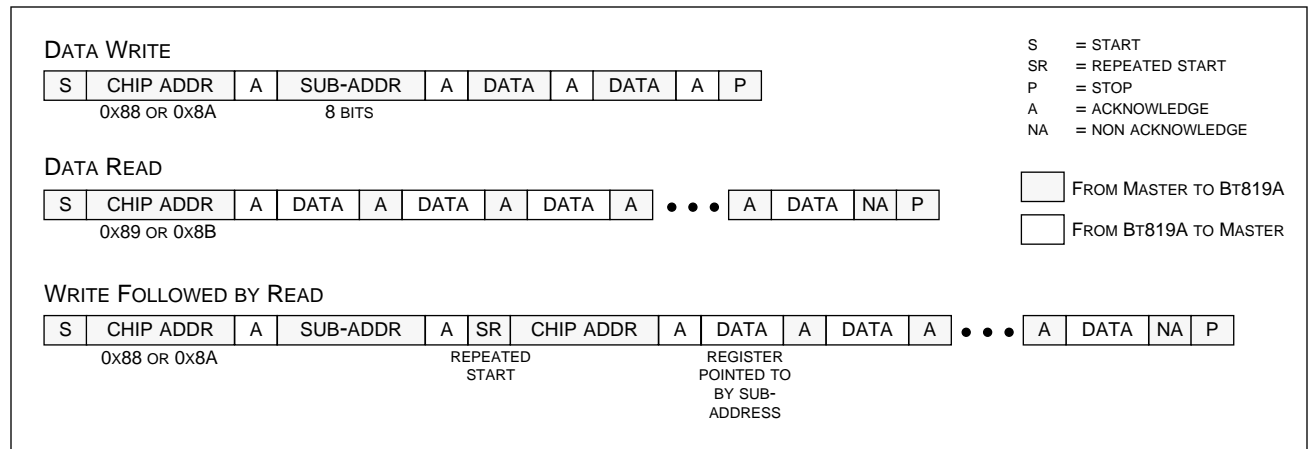 DATA WRITE
S CHIP ADDR A SUB-ADDR A DATA A DATA A P
0X88 OR 0X8A 8 BITS
S = START
SR = REPEATED START
P = STOP
A = ACKNOWLEDGE
NA = NON ACKNOWLEDGE
DATA READ
S CHIP ADDR A DATA A DATA A DATA A ● ● ● A DATA NA P
0X89 OR 0X8B
FROM MASTER TO BT819A
FROM BT819A TO MASTER
WRITE FOLLOWED BY READ
S CHIP ADDR A SUB-ADDR A SR CHIP ADDR A DATA A DATA A ● ● ● A DATA NA P
0X88 OR 0X8A
REPEATED
START
REGISTER
POINTED TO
BY SUB-
ADDRESS